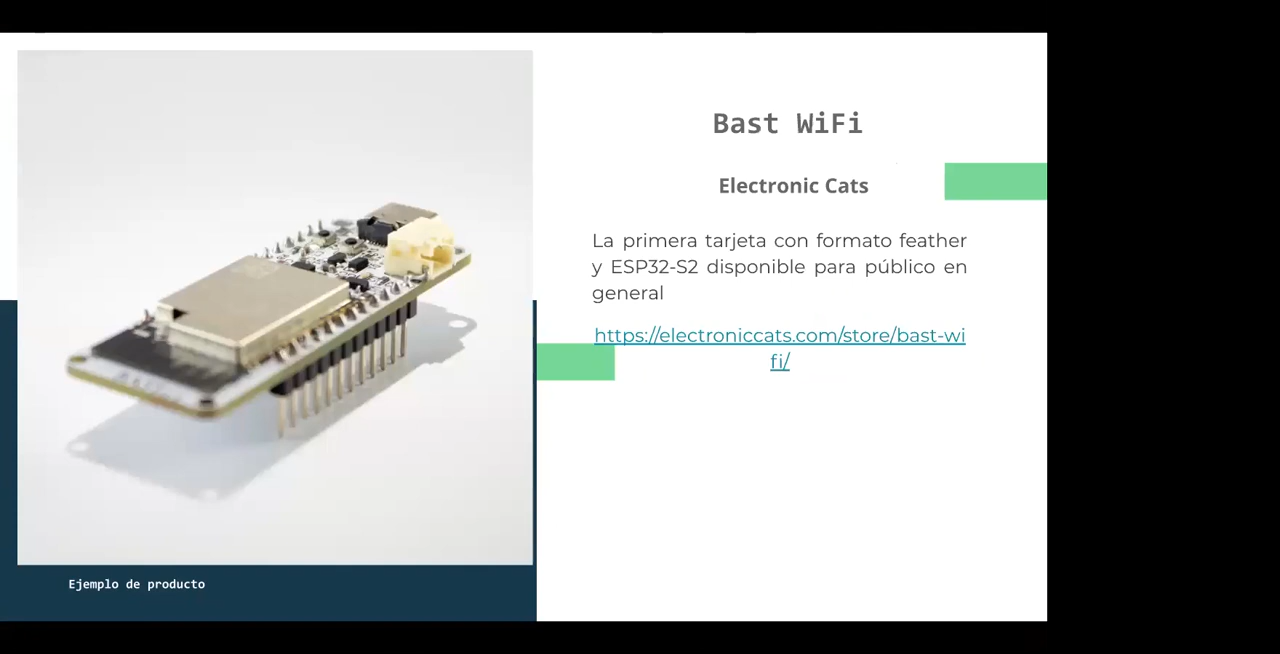 Bast WiFi
Electronic Cats
La primera tarjeta con formato feather
y ESP32-S2 disponible para público en
general
https://electroniccats.com/store/bast-wi
fi/
Ejemplo de producto